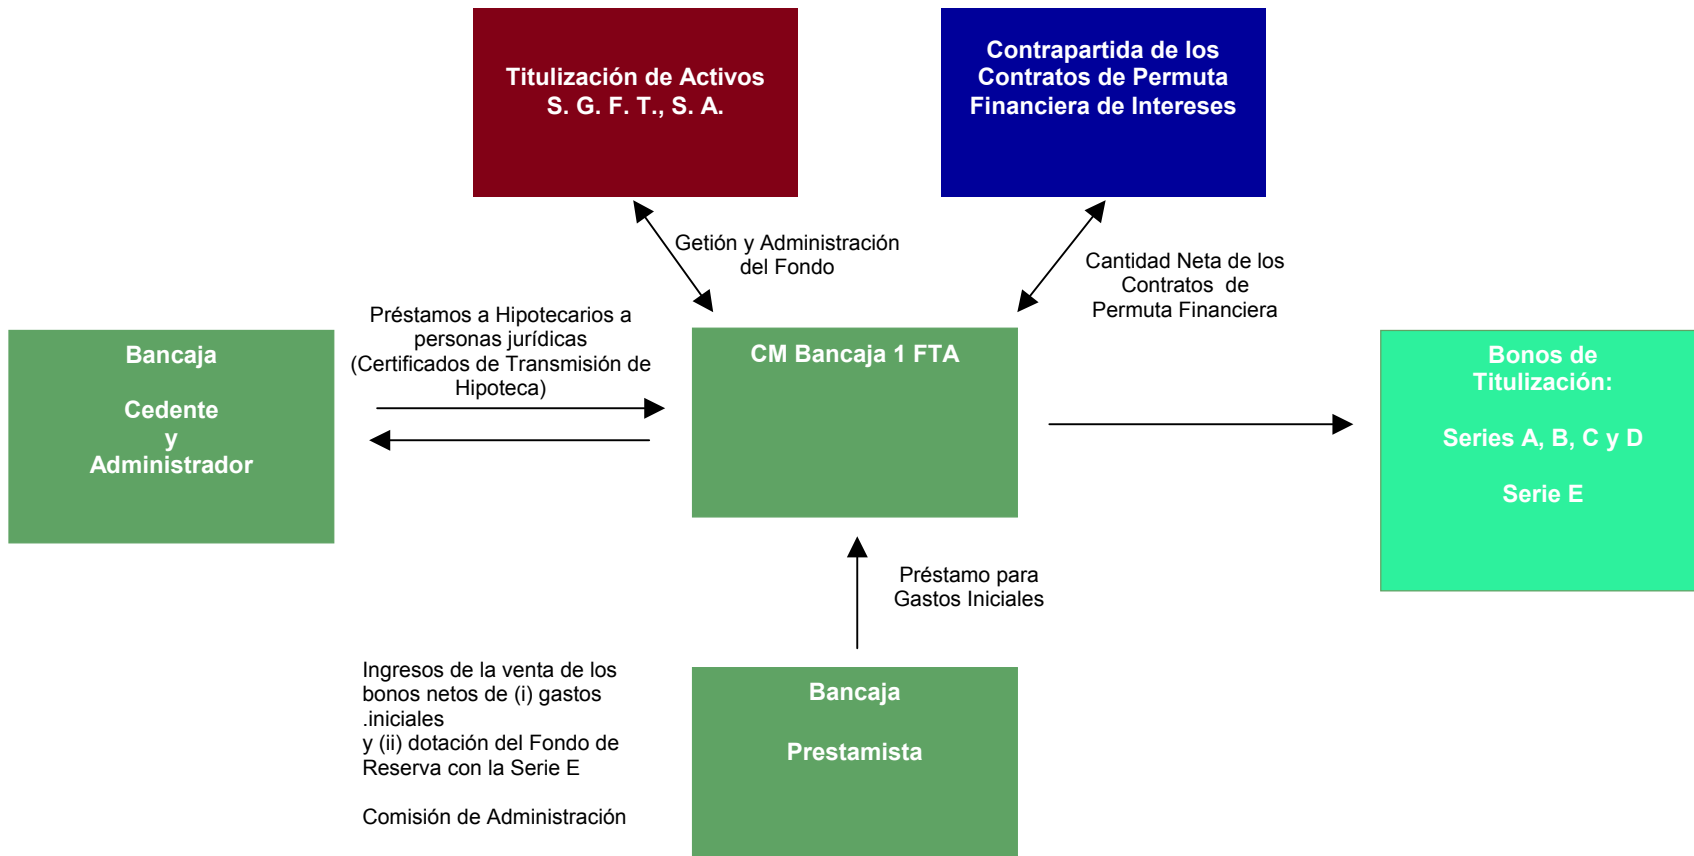 Titulización de Activos
S. G. F. T., S. A.
Contrapartida de los
Contratos de Permuta
Financiera de Intereses
Getión y Administración
del Fondo
Cantidad Neta de los
Contratos de
Permuta Financiera
Préstamos a Hipotecarios a
personas jurídicas
(Certificados de Transmisión de
Hipoteca)
Bancaja
Cedente
y
Administrador
CM Bancaja 1 FTA
Bonos de
Titulización:
Series A, B, C y D
Serie E
Préstamo para
Gastos Iniciales
Ingresos de la venta de los
bonos netos de (i) gastos
.iniciales
y (ii) dotación del Fondo de
Reserva con la Serie E
Comisión de Administración
Bancaja
Prestamista